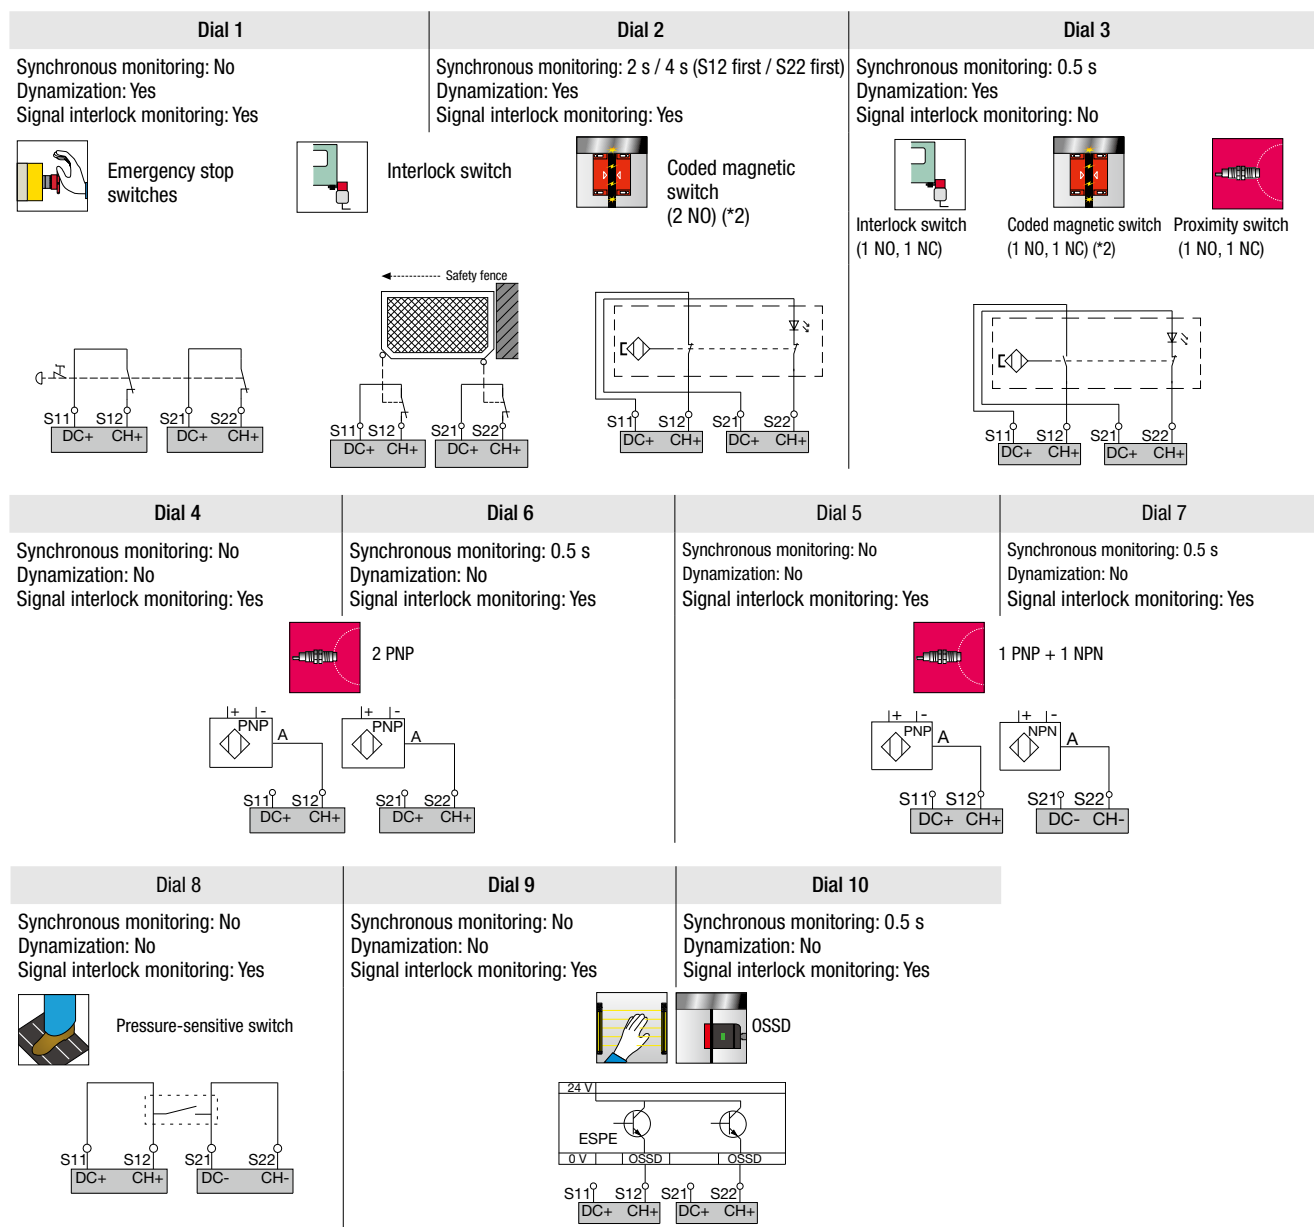 Dial 1
Dial 2
Dial 3
Synchronous monitoring: No
Dynamization: Yes
Signal interlock monitoring: Yes
Synchronous monitoring: 2 s / 4 s (S12 first / S22 first)
Dynamization: Yes
Signal interlock monitoring: Yes
Synchronous monitoring: 0.5 s
Dynamization: Yes
Signal interlock monitoring: No
Emergency stop
switches
Interlock switch
Coded magnetic
switch
(2 NO) (*2)
Interlock switch
(1 NO, 1 NC)
Coded magnetic switch
(1 NO, 1 NC) (*2)
Proximity switch
(1 NO, 1 NC)
Safety fence
S11 S12 S21 S22
DC+ CH+ DC+ CH+
S11 S12 S21 S22
DC+ CH+ DC+ CH+
S11 S12 S21 S22
DC+ CH+ DC+ CH+
S11 S12 S21 S22
DC+ CH+ DC+ CH+
Dial 4
Dial 6
Dial 5
Dial 7
Synchronous monitoring: No
Dynamization: No
Signal interlock monitoring: Yes
Synchronous monitoring: 0.5 s
Dynamization: No
Signal interlock monitoring: Yes
Synchronous monitoring: No
Dynamization: No
Signal interlock monitoring: Yes
Synchronous monitoring: 0.5 s
Dynamization: No
Signal interlock monitoring: Yes
2 PNP
1 PNP + 1 NPN
+ -
PNP
A
+ -
PNP
A
S11 S12 S21 S22
DC+ CH+ DC+ CH+
+ -
PNP
A
+ -
NPN
A
S11 S12 S21 S22
DC+ CH+ DC- CH-
Dial 8
Dial 9
Dial 10
Synchronous monitoring: No
Dynamization: No
Signal interlock monitoring: Yes
Synchronous monitoring: No
Dynamization: No
Signal interlock monitoring: Yes
Synchronous monitoring: 0.5 s
Dynamization: No
Signal interlock monitoring: Yes
Pressure-sensitive switch
OSSD
S11 S12 S21 S22
DC+ CH+ DC- CH-
24 V
ESPE
0 V OSSD OSSD
S11 S12 S21 S22
DC+ CH+ DC+ CH+